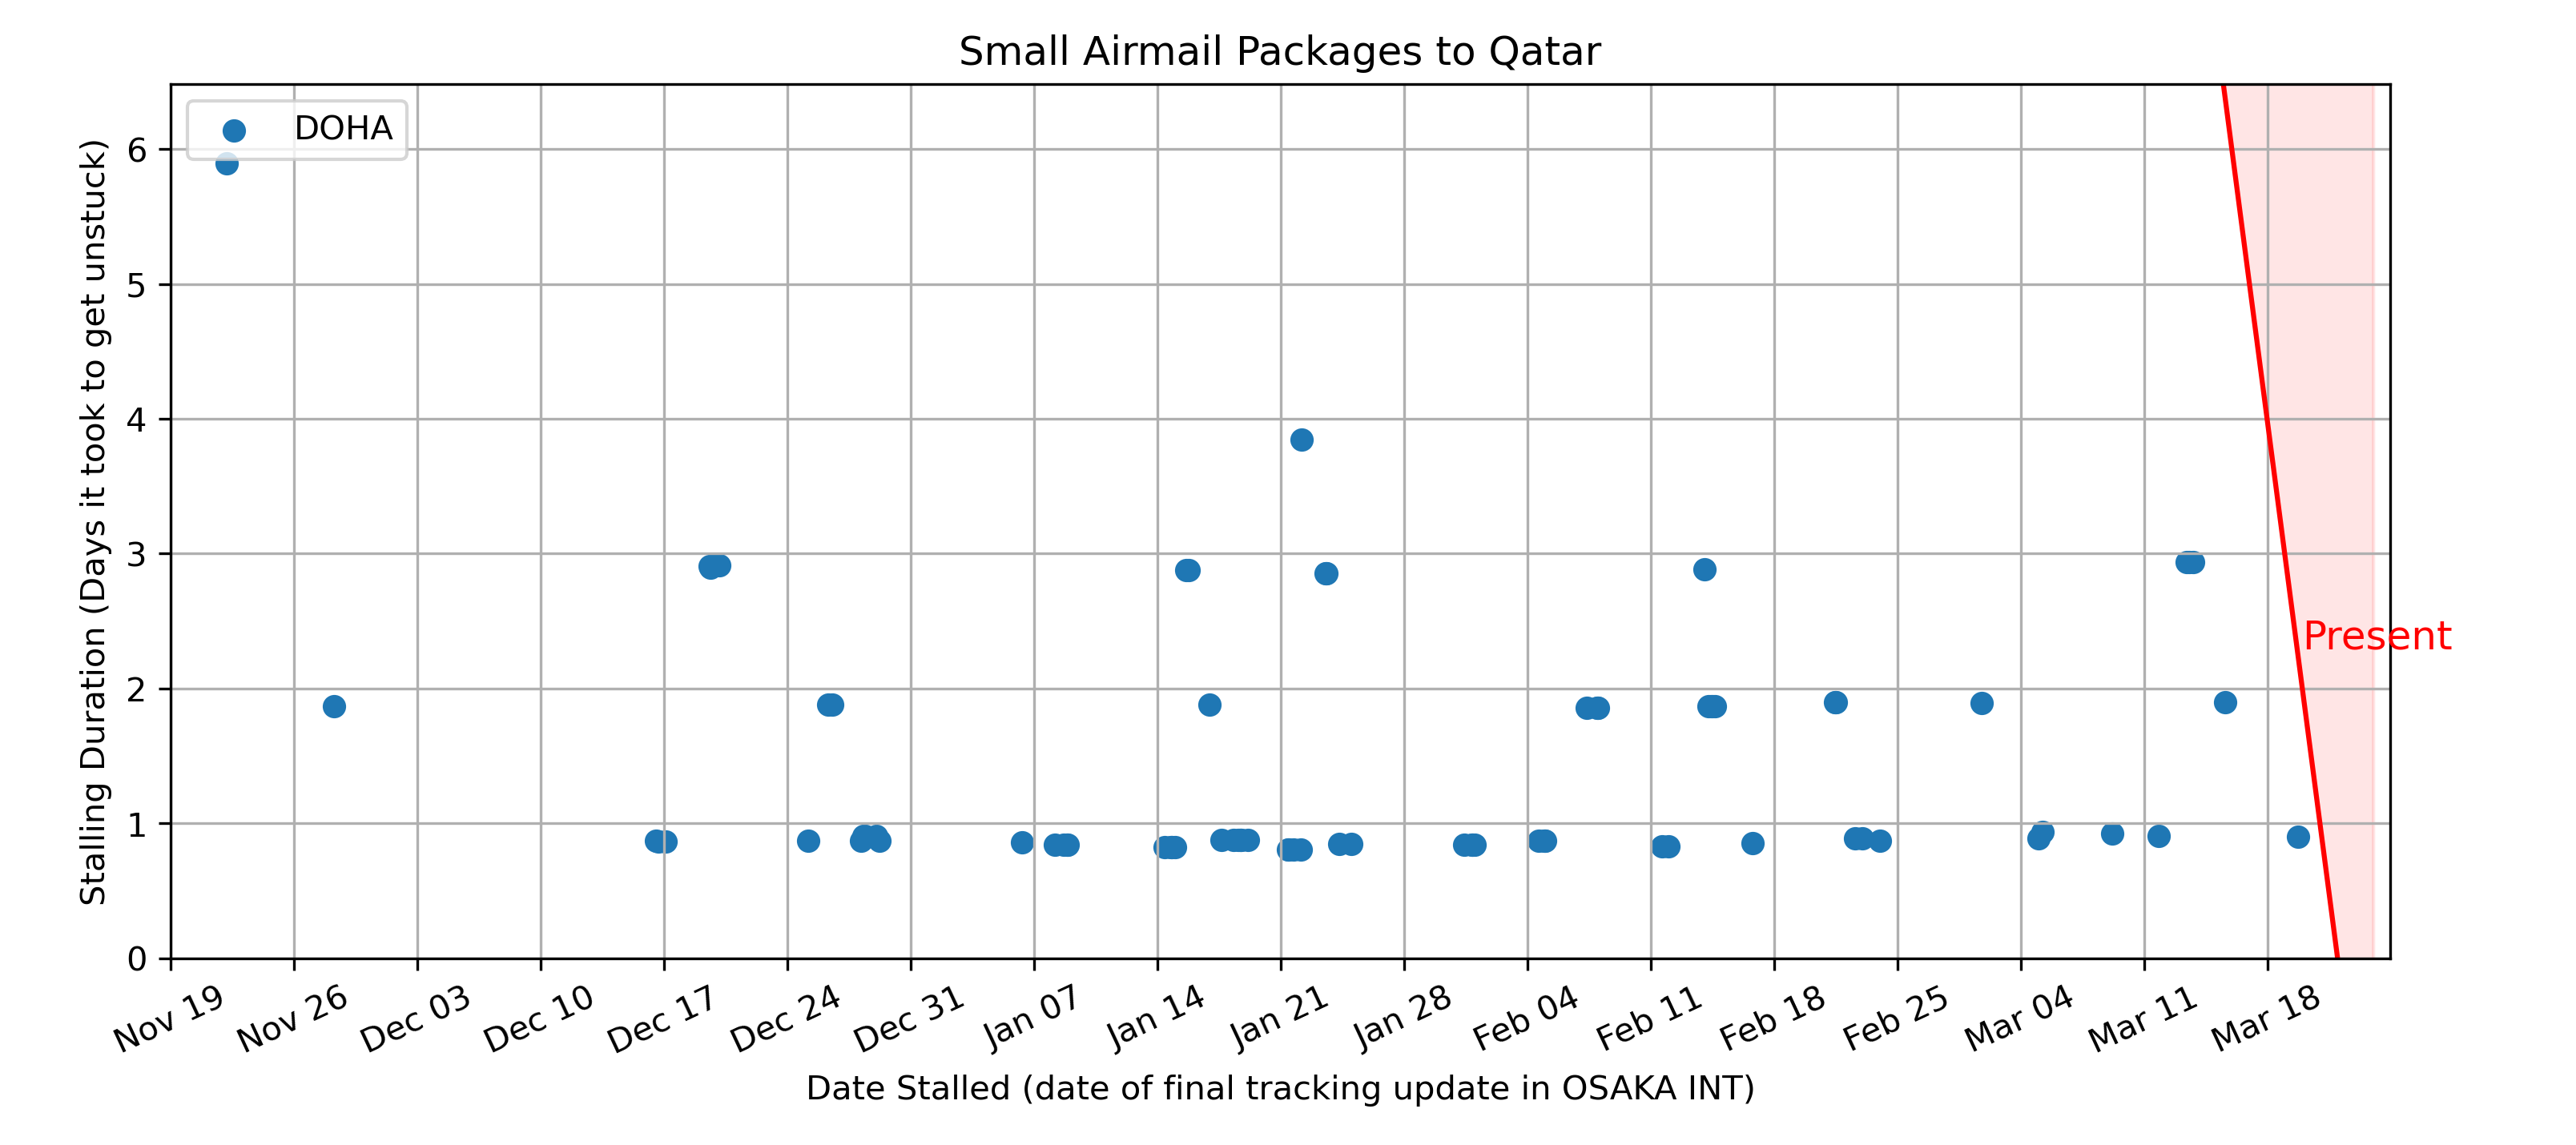 Small Airmail Packages to Qatar
DOHA
Stalling Duration (Days it took to get unstuck)
6
5
4
3
2
1
0
Present
Nov 19 Nov 26 Dec 03 Dec 10 Dec 17 Dec 24 Dec 31 Jan 07 Jan 14 Jan 21 Jan 28 Feb 04 Feb 11 Feb 18 Feb 25 Mar 04 Mar 11 Mar 18
Date Stalled (date of final tracking update in OSAKA INT)